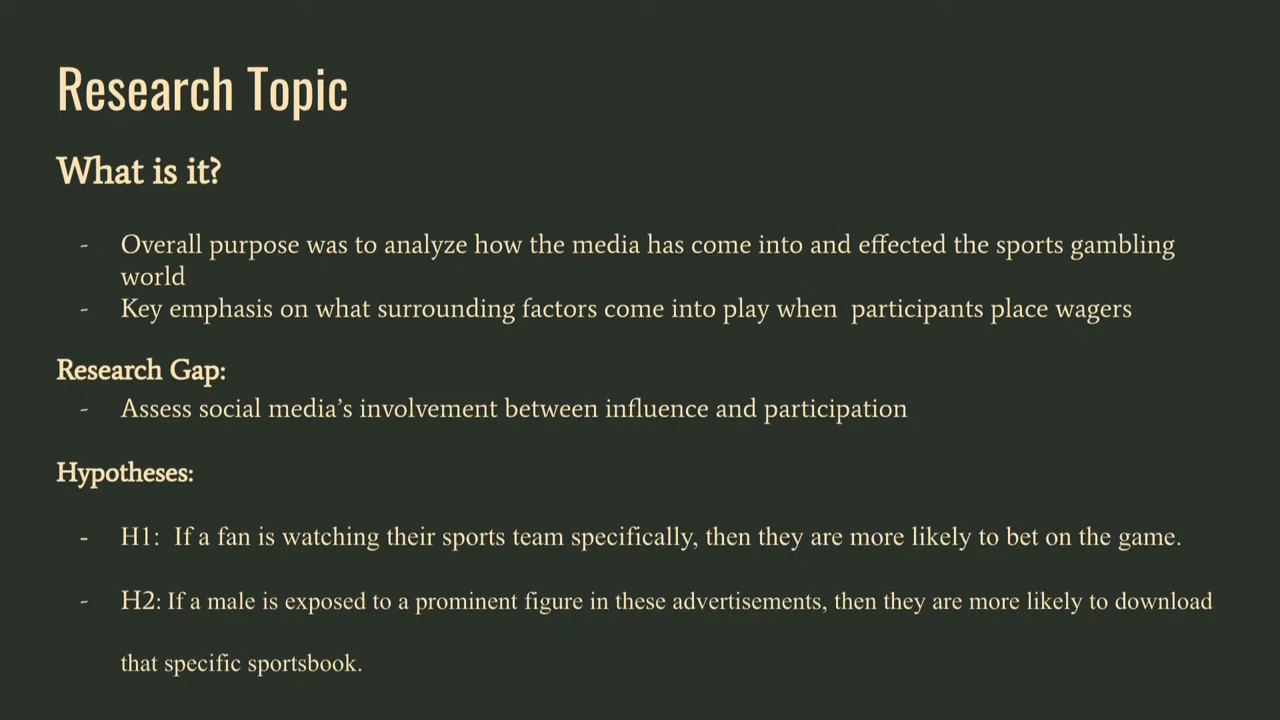 Research Topic
What is it?
- Overall purpose was to analyze how the media has come into and effected the sports gambling
world
- Key emphasis on what surrounding factors come into play when  participants place wagers
Research Gap:
- Assess social media’s involvement between influence and participation
Hypotheses:
- H1:  If a fan is watching their sports team specifically, then they are more likely to bet on the game.
- H2: If a male is exposed to a prominent figure in these advertisements, then they are more likely to download
that specific sportsbook.